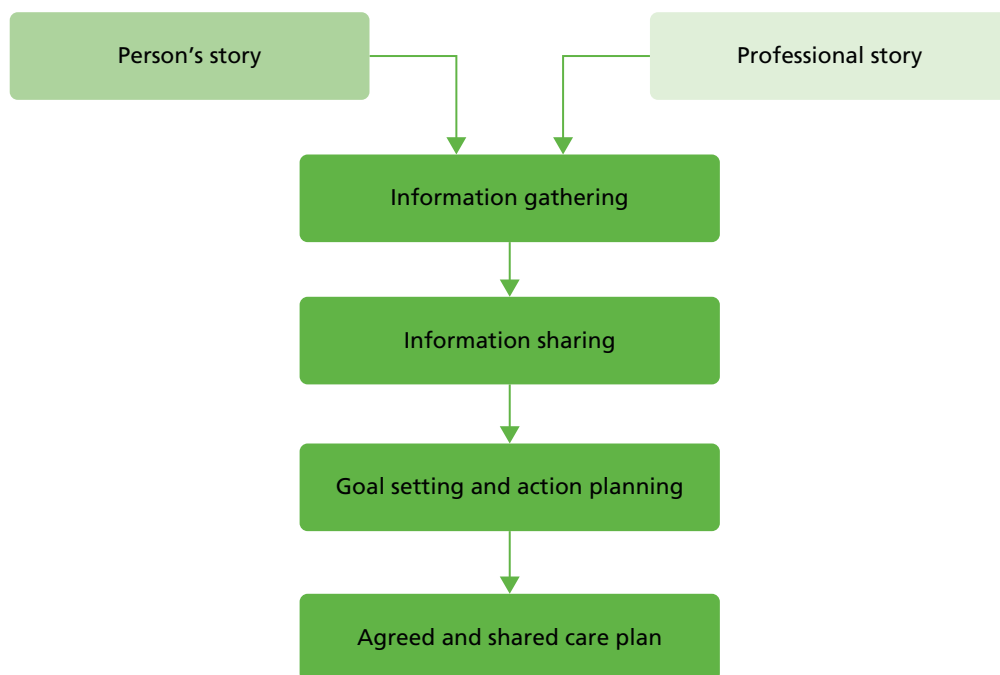 Person’s story
Professional story
Information gathering
Information sharing
Goal setting and action planning
Agreed and shared care plan